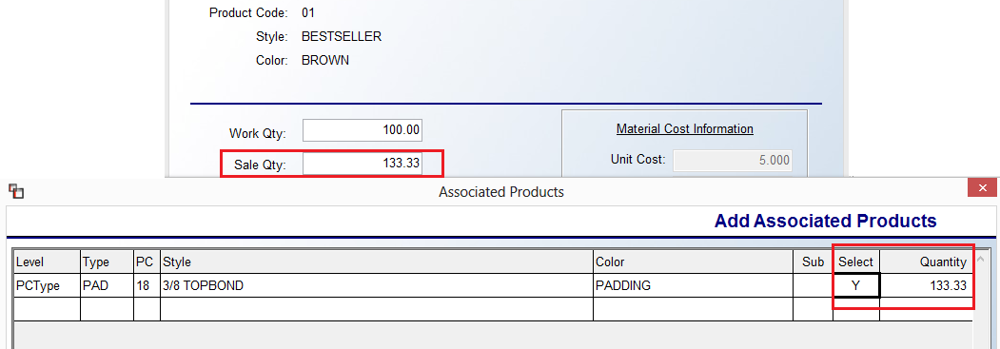 Product Code: 01
Style: BESTSELLER
Color: BROWN
Work Qty: 100.00 Material Cost Information
Sale Qty: 133.33 Unit Cost: 5.000
Associated Products
Add Associated Products
Level Type PC Style Color Sub Select Quantity
PCType PAD 18 3/8 TOPBOND PADDING Y 133.33